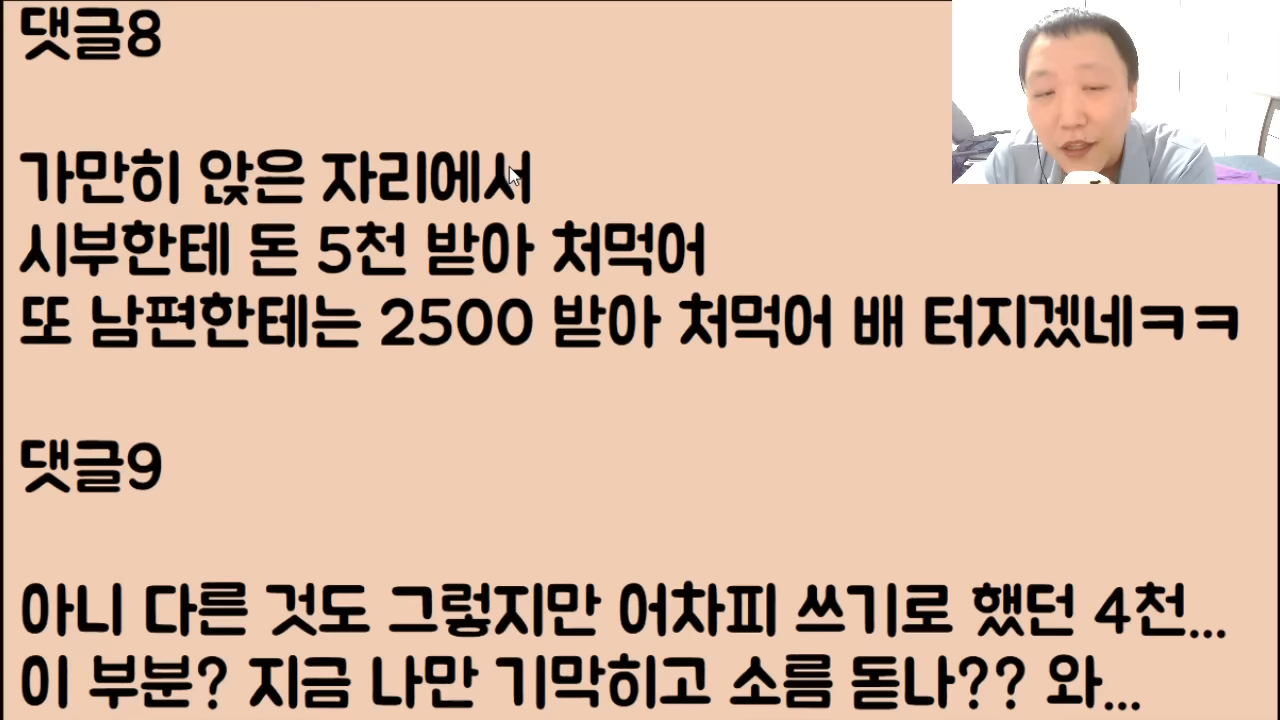 댓글8
가만히 앉은 자리에서
시부한테 돈 5천 받아 처먹어
또 남편한테는 2500 받아 처먹어 배 터지겠네ㅋㅋ
댓글9
아니 다른 것도 그렇지만 어차피 쓰기로 했던 4천...
이 부분? 지금 나만 기막히고 소름 돋나?? 와...